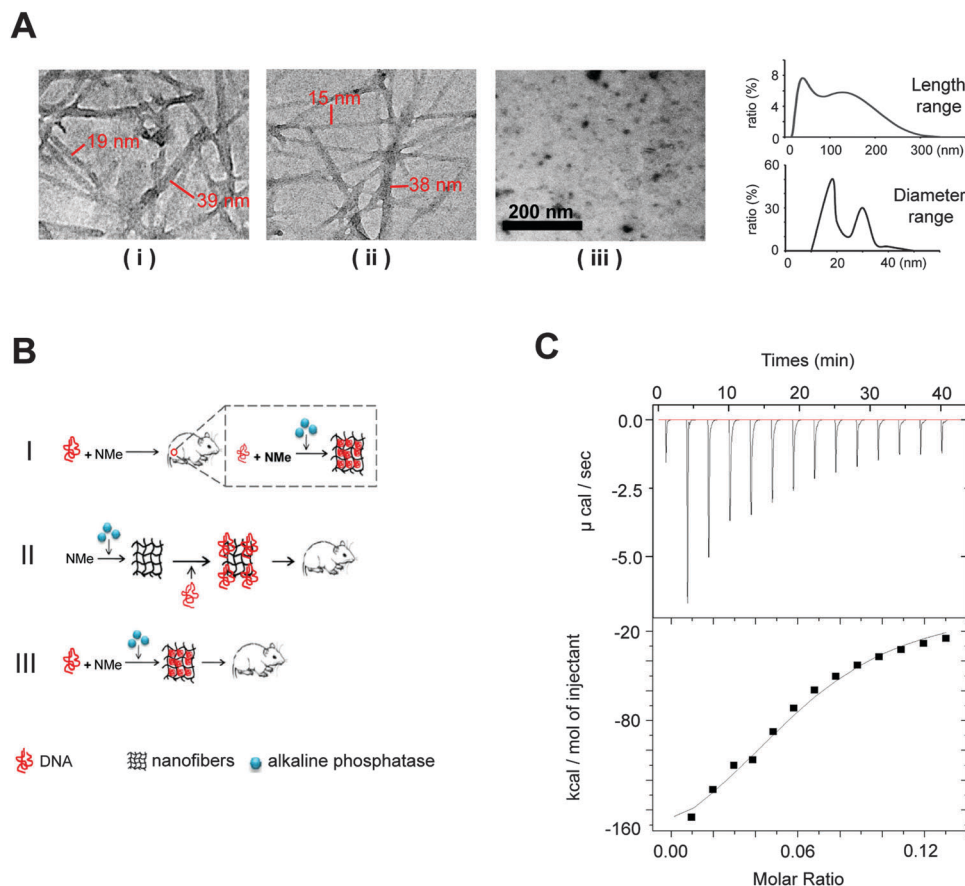 A
19 nm
39 nm
( i )
15 nm
38 nm
( ii )
200 nm
( iii )
ratio (%)
12
8
4
0
0 100 200 300 (nm)
Length
range
ratio (%)
60
30
0
0 20 40 (nm)
Diameter
range
B
I
+ NMe
+ NMe
II
NMe
III
+ NMe
DNA
nanofibers
alkaline phosphatase
C
Times (min)
0 10 20 30 40
0.0
-2.5
-5.0
µ cal / sec
-20
-80
-160
kcal / mol of injectant
0.00 0.06 0.12
Molar Ratio